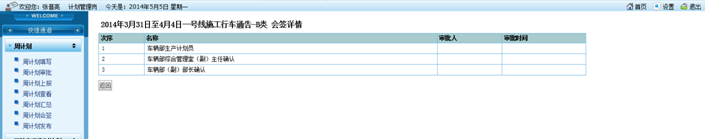 欢迎您：张普高 计划管理岗 今天是：2014年5月5日 星期一
首页 设置 退出
WELCOME
快捷通道
周计划
周计划填写
周计划审批
周计划上报
周计划查看
周计划汇总
周计划会签
周计划发布
2014年3月31日至4月4日一号线施工行车通告-B类 会签详情
次序 名称 审批人 审批时间
1 车辆部生产计划员
2 车辆部综合管理室（副）主任确认
3 车辆部（副）部长确认
返回